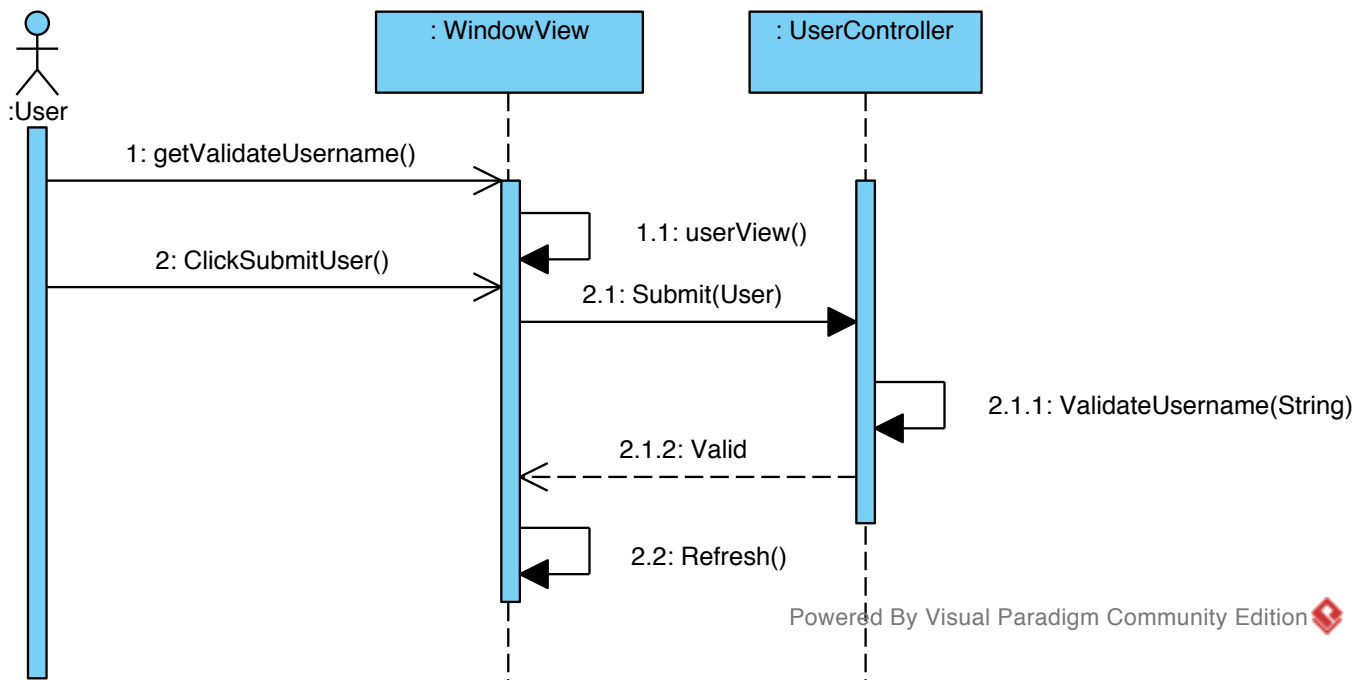 :User
: WindowView
: UserController
1: getValidateUsername()
1.1: userView()
2: ClickSubmitUser()
2.1: Submit(User)
2.1.1: ValidateUsername(String)
2.1.2: Valid
2.2: Refresh()
Powered By Visual Paradigm Community Edition